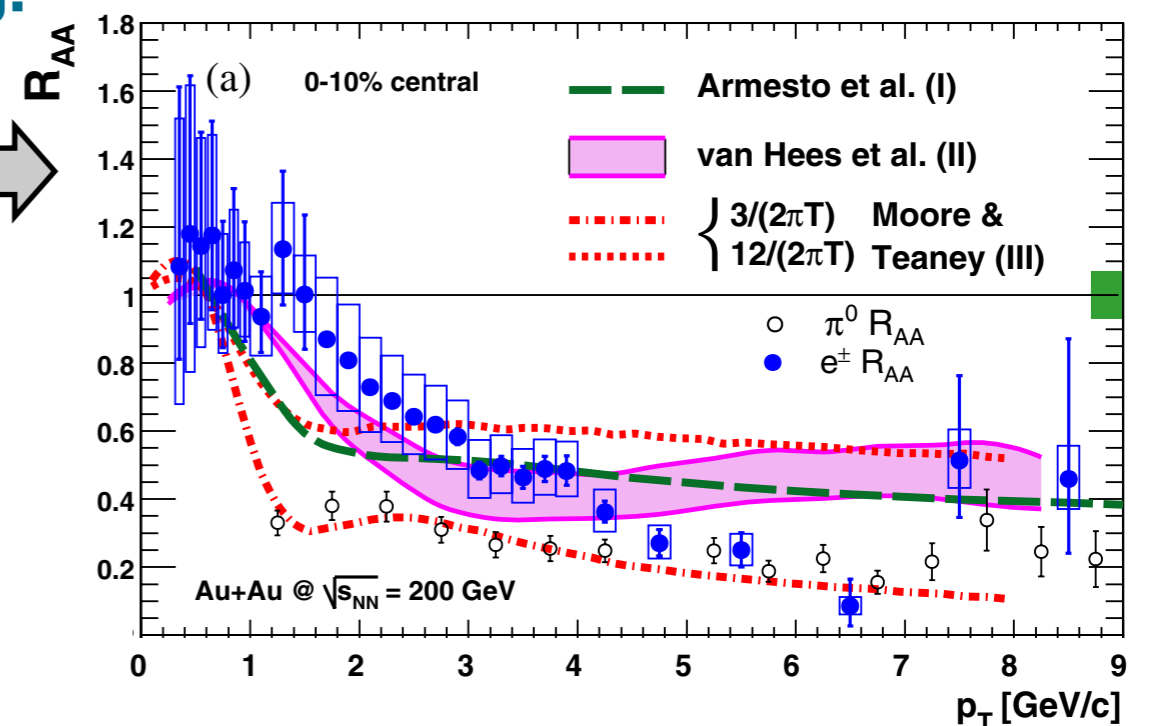 R_AA
1.8
1.6
1.4
1.2
1
0.8
0.6
0.4
0.2
(a) 0-10% central
Armesto et al. (I)
van Hees et al. (II)
3/(2πT) Moore &
12/(2πT) Teaney (III)
π⁰ R_AA
e± R_AA
Au+Au @ √s_NN = 200 GeV
0 1 2 3 4 5 6 7 8 9
p_T [GeV/c]